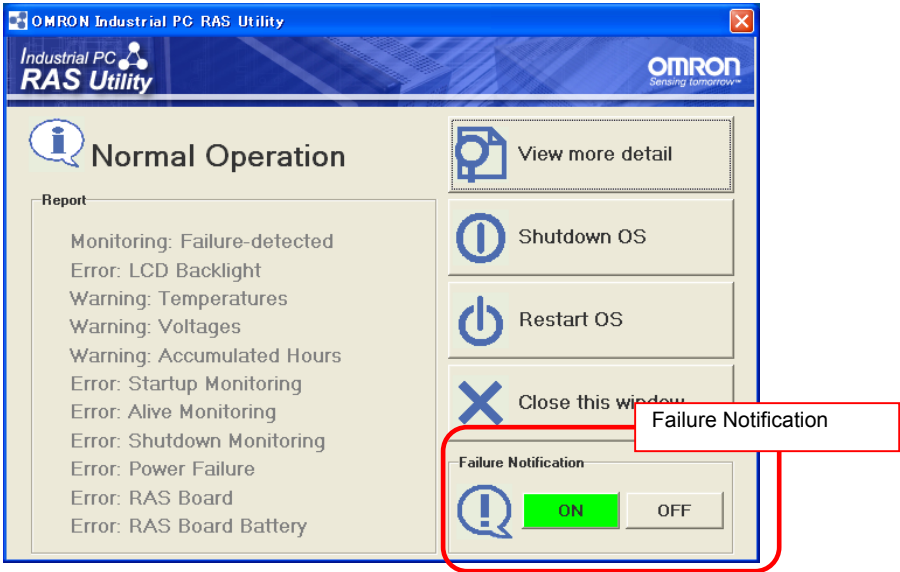 OMRON Industrial PC RAS Utility
Industrial PC
RAS Utility
OMRON
Sensing tomorrow™
Normal Operation
View more detail
Report
Monitoring: Failure-detected
Error: LCD Backlight
Warning: Temperatures
Warning: Voltages
Warning: Accumulated Hours
Error: Startup Monitoring
Error: Alive Monitoring
Error: Shutdown Monitoring
Error: Power Failure
Error: RAS Board
Error: RAS Board Battery
Shutdown OS
Restart OS
Close this window
Failure Notification
Failure Notification
ON OFF